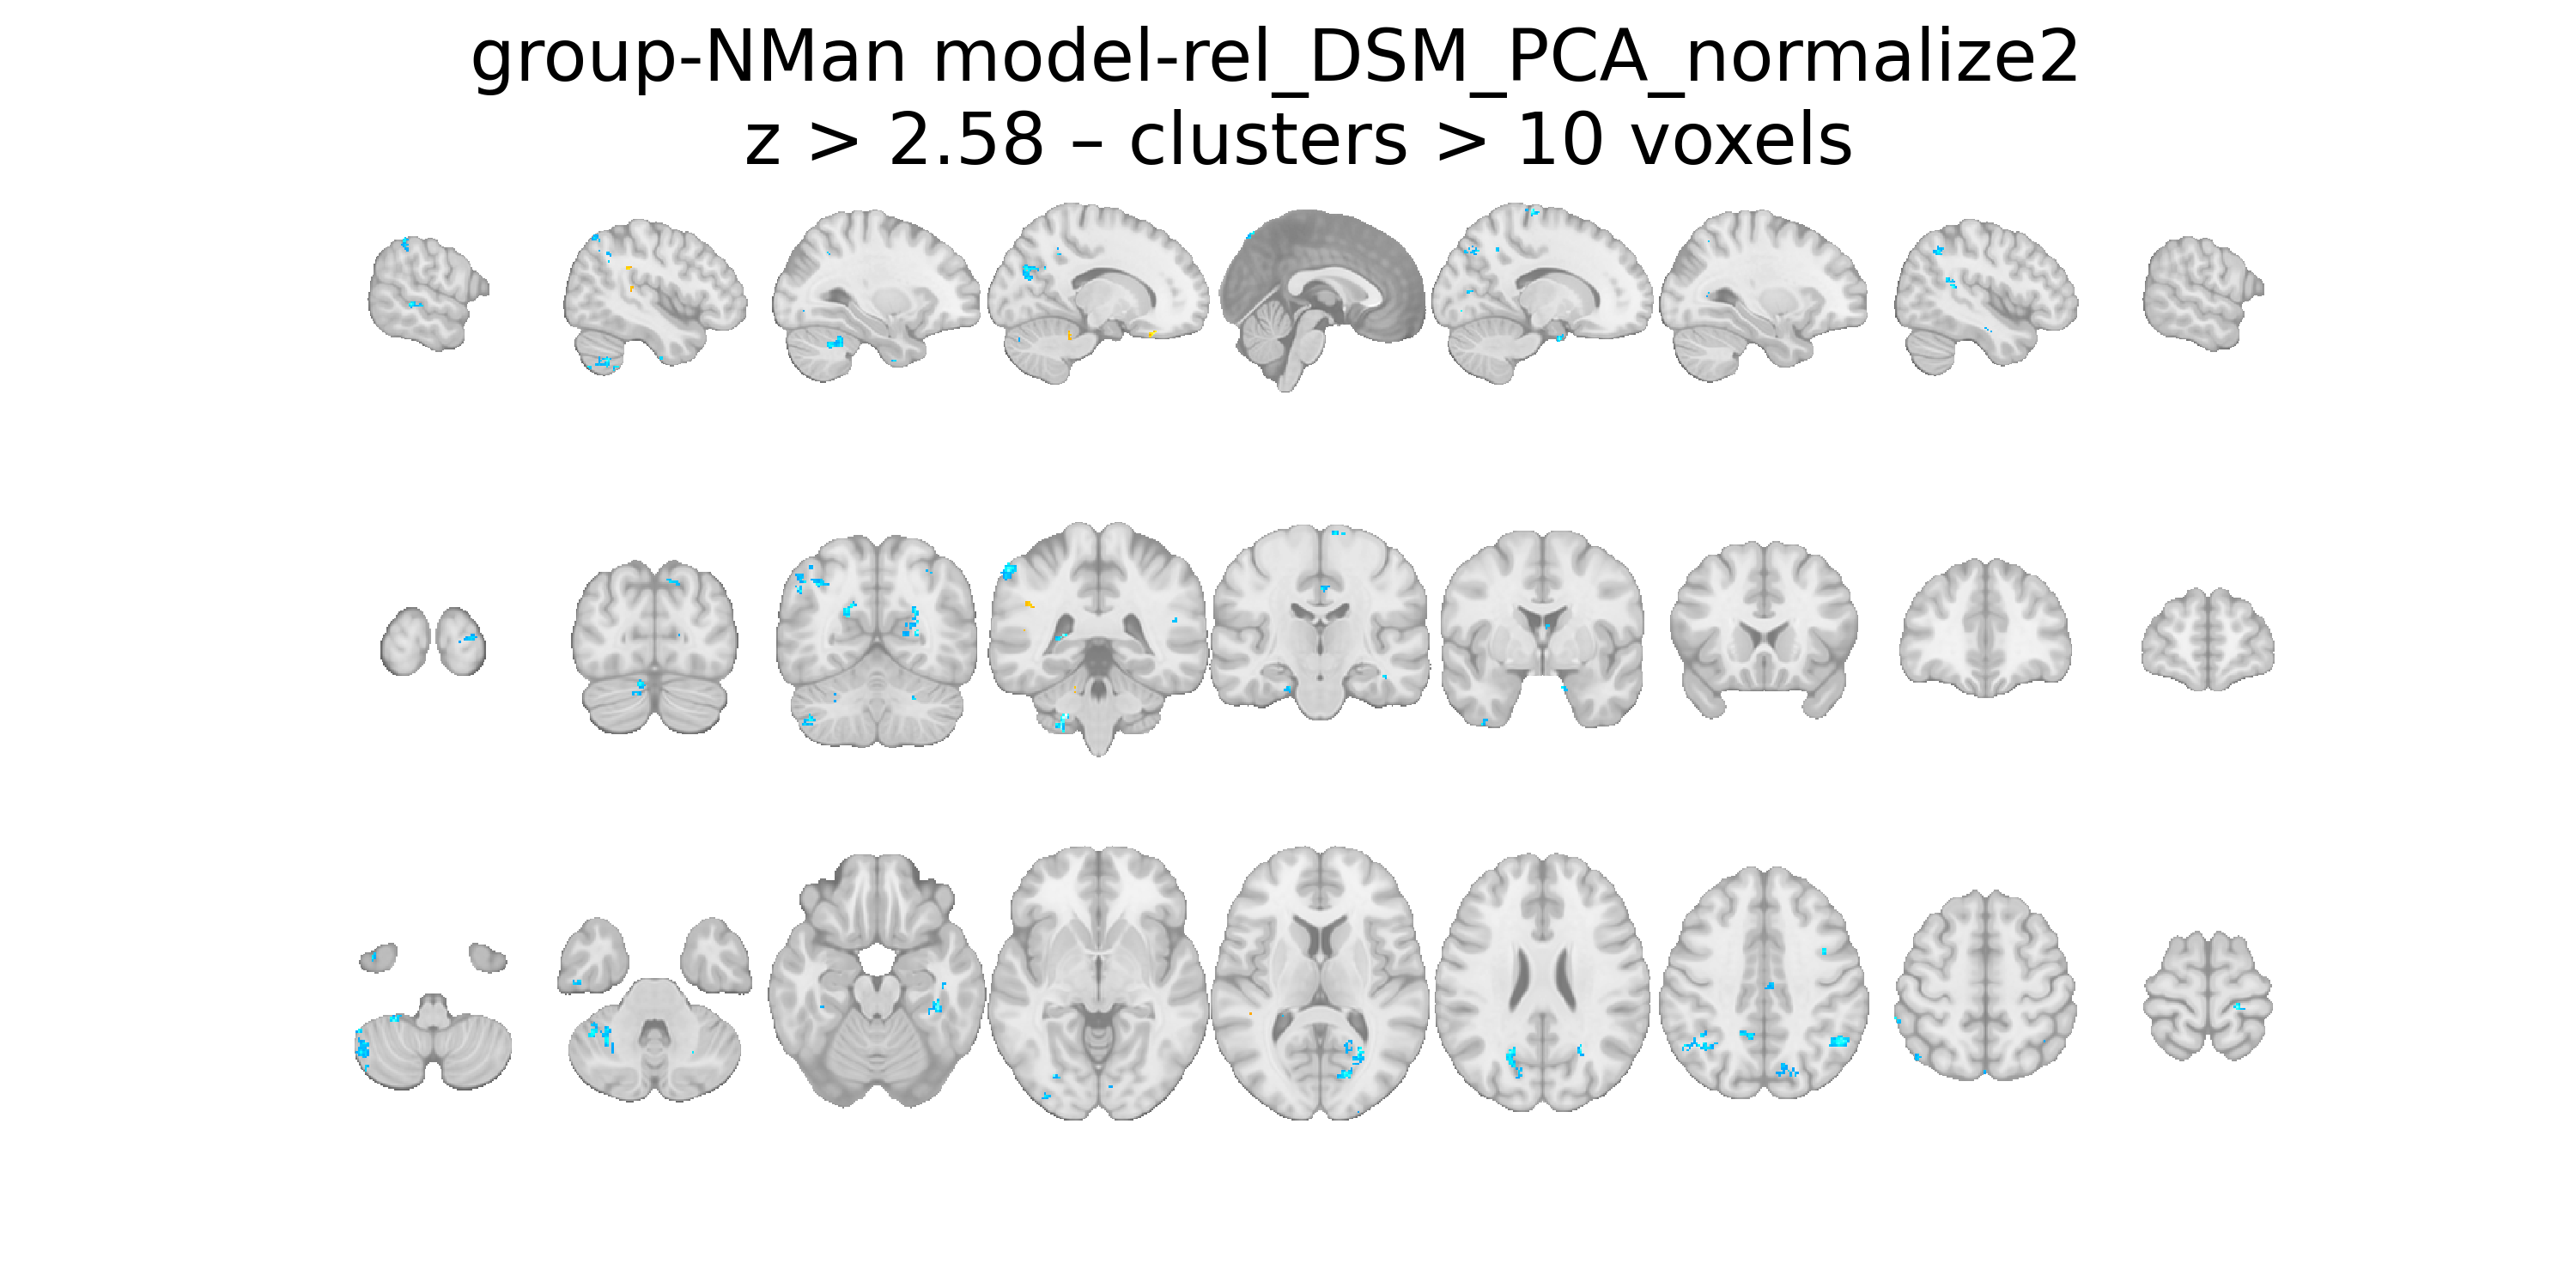 group-NMan model-rel_DSM_PCA_normalize2
z > 2.58 – clusters > 10 voxels